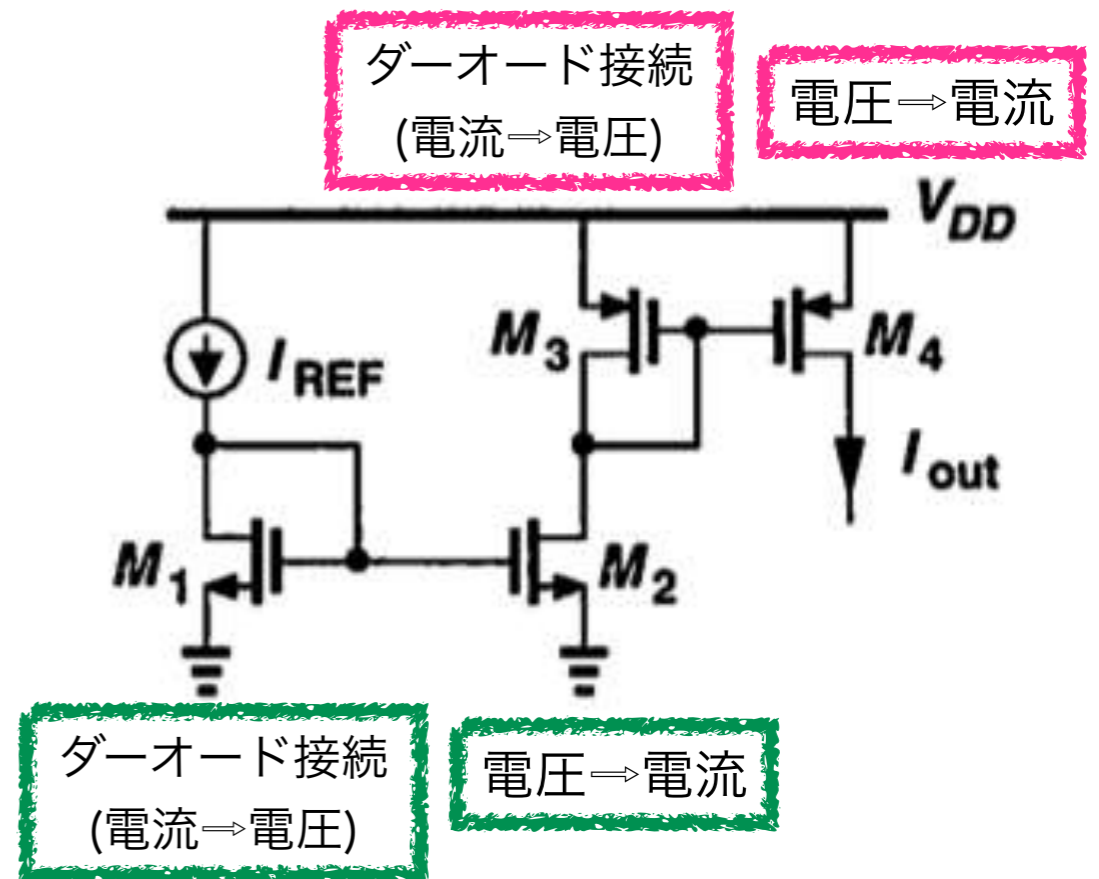 ダーオード接続
(電流⇒電圧)
電圧⇒電流
VDD
M3
M4
IREF
Iout
M1
M2
ダーオード接続
(電流⇒電圧)
電圧⇒電流